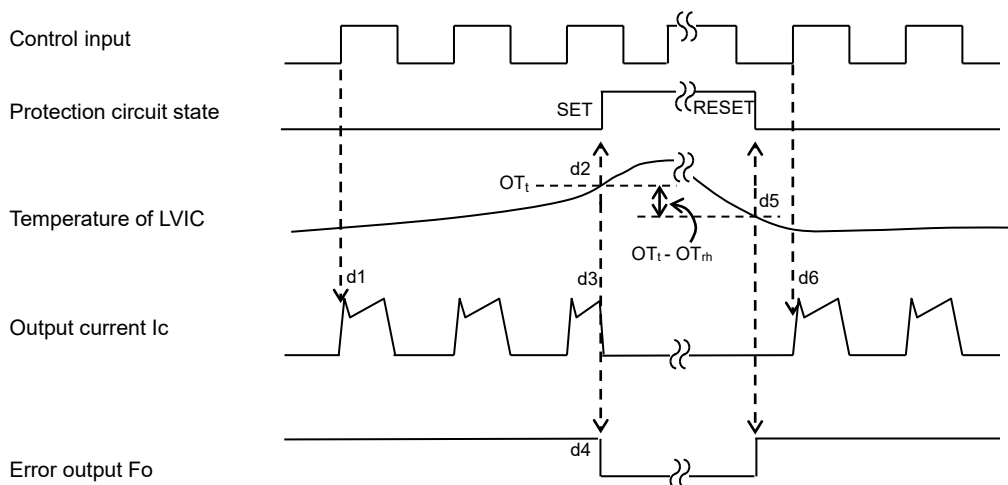 Control input
Protection circuit state
SET
RESET
d2
OTt
d5
Temperature of LVIC
OTt - OTrh
d1
d3
d6
Output current Ic
d4
Error output Fo